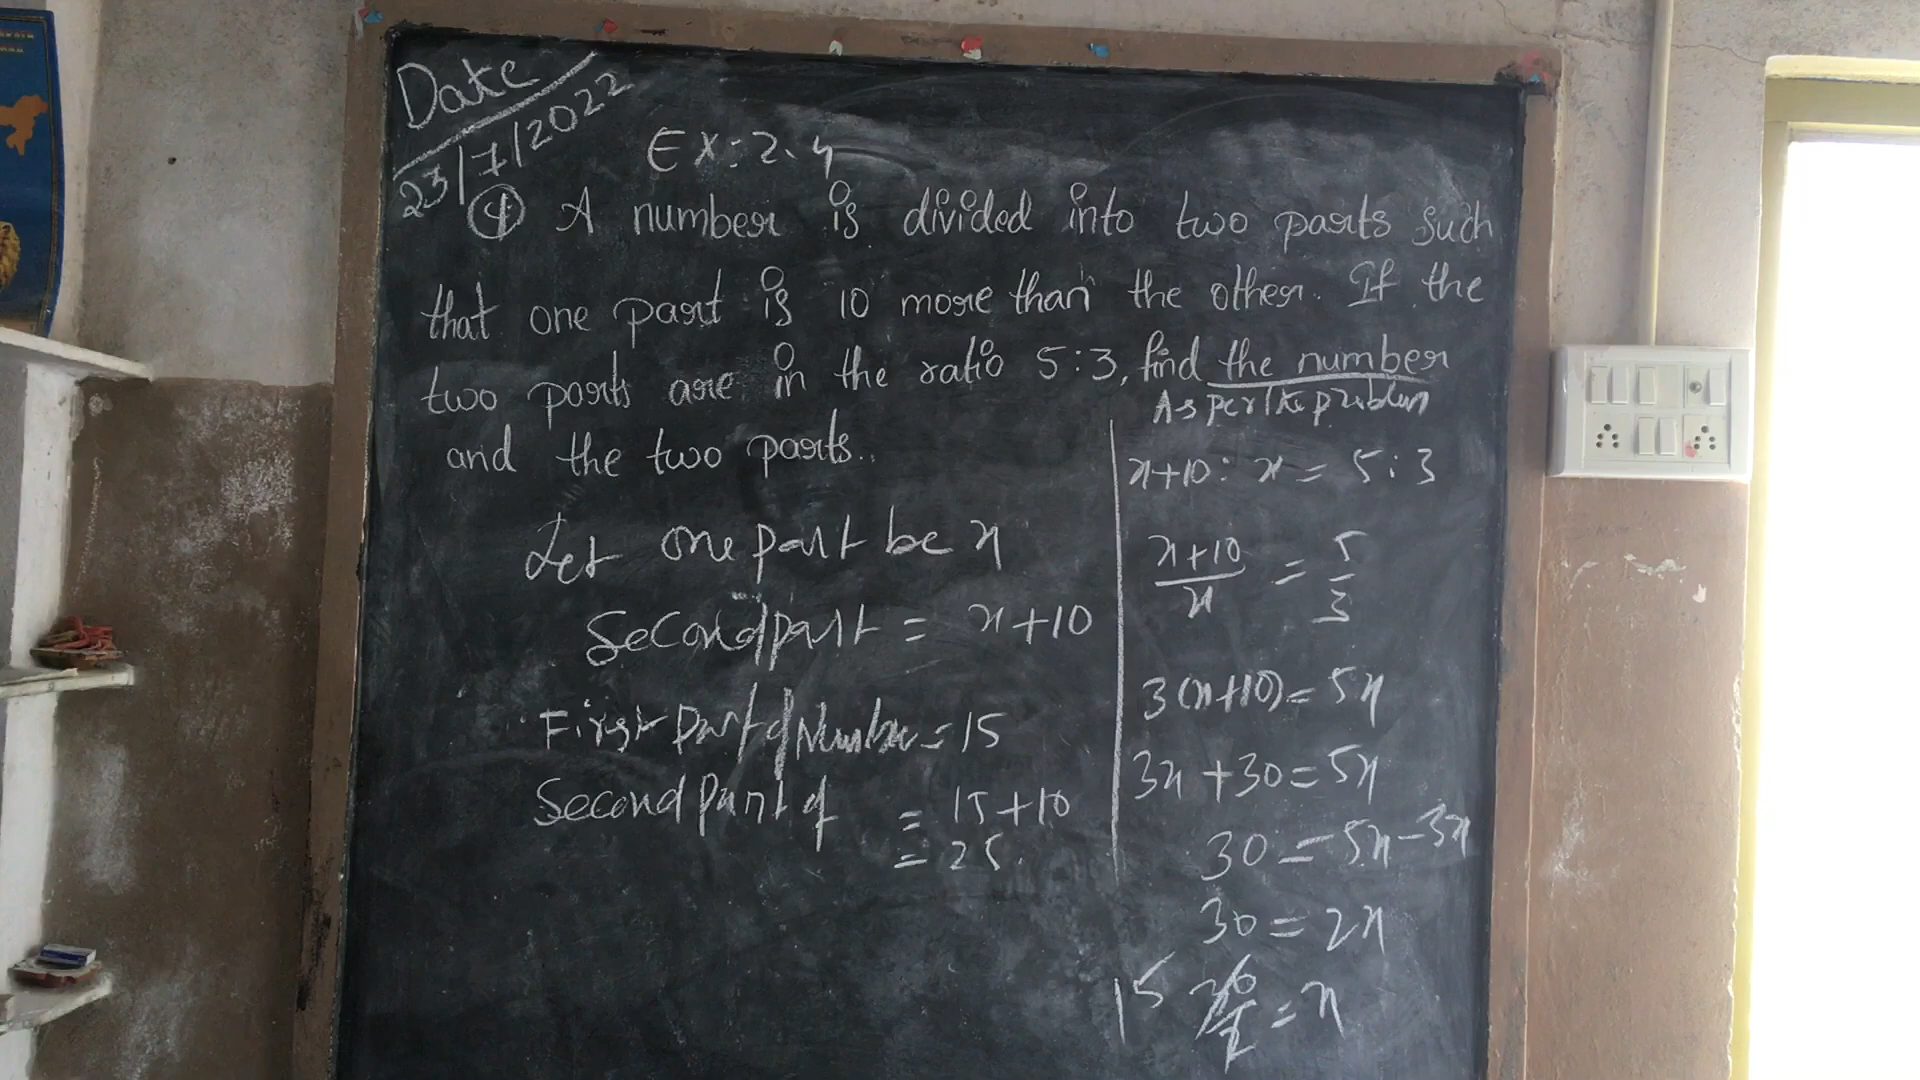 Date
23/7/2022
EX:2.4
④ A number is divided into two parts such
that one part is 10 more than the other. If the
two parts are in the ratio 5:3, find the number
and the two parts.
Let one part be x
Second part = x+10
First Part of Number = 15
Second Part of = 15+10
= 25.
As per the problem
x+10 : x = 5 : 3
x+10/x = 5/3
3(x+10) = 5x
3x + 30 = 5x
30 = 5x - 3x
30 = 2x
15 30/2 = x